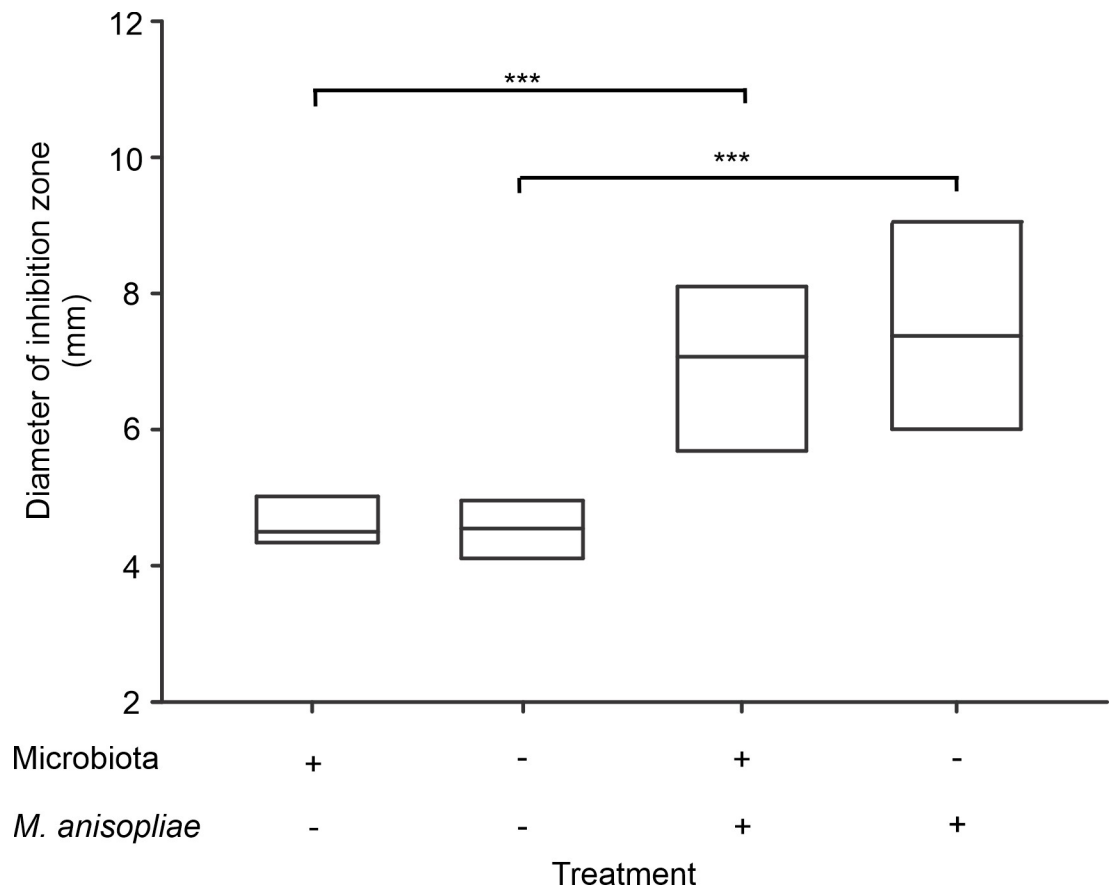 12
***
***
10
Diameter of inhibition zone
(mm)
8
6
4
2
Microbiota + - + -
M. anisopliae - - + +
Treatment